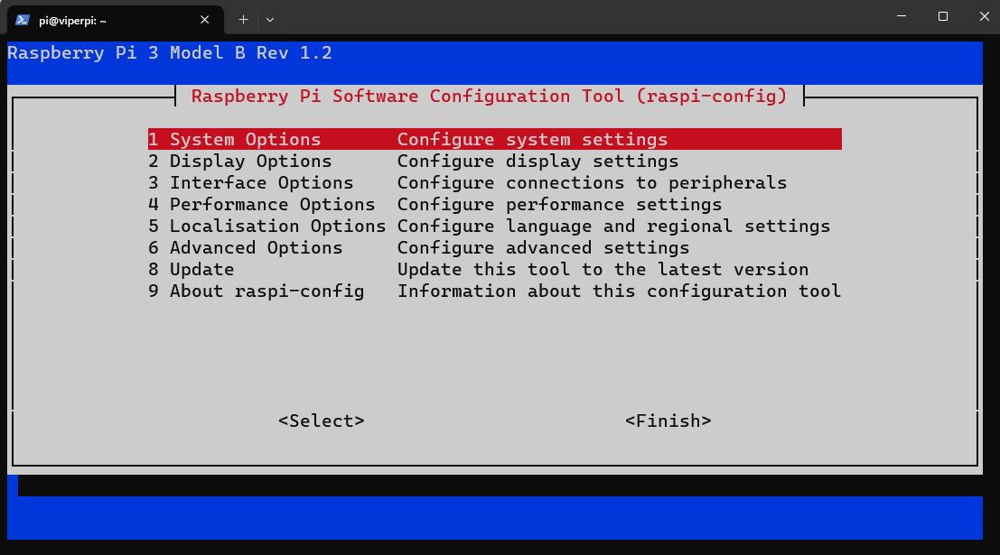 pi@viperpi: ~
Raspberry Pi 3 Model B Rev 1.2
Raspberry Pi Software Configuration Tool (raspi-config)
1 System Options Configure system settings
2 Display Options Configure display settings
3 Interface Options Configure connections to peripherals
4 Performance Options Configure performance settings
5 Localisation Options Configure language and regional settings
6 Advanced Options Configure advanced settings
8 Update Update this tool to the latest version
9 About raspi-config Information about this configuration tool
<Select> <Finish>